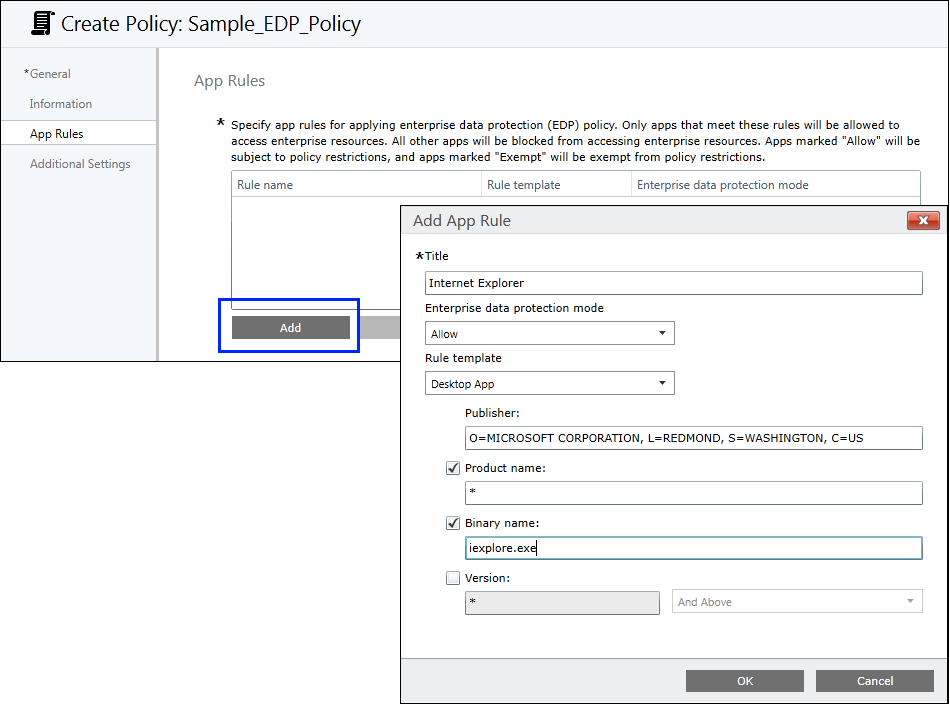 Create Policy: Sample_EDP_Policy
*General
Information
App Rules
Additional Settings
App Rules
* Specify app rules for applying enterprise data protection (EDP) policy. Only apps that meet these rules will be allowed to
access enterprise resources. All other apps will be blocked from accessing enterprise resources. Apps marked "Allow" will be
subject to policy restrictions, and apps marked "Exempt" will be exempt from policy restrictions.
Rule name Rule template Enterprise data protection mode
Add
Add App Rule
*Title
Internet Explorer
Enterprise data protection mode
Allow
Rule template
Desktop App
Publisher:
O=MICROSOFT CORPORATION, L=REDMOND, S=WASHINGTON, C=US
Product name:
*
Binary name:
iexplore.exe
Version:
* And Above
OK Cancel